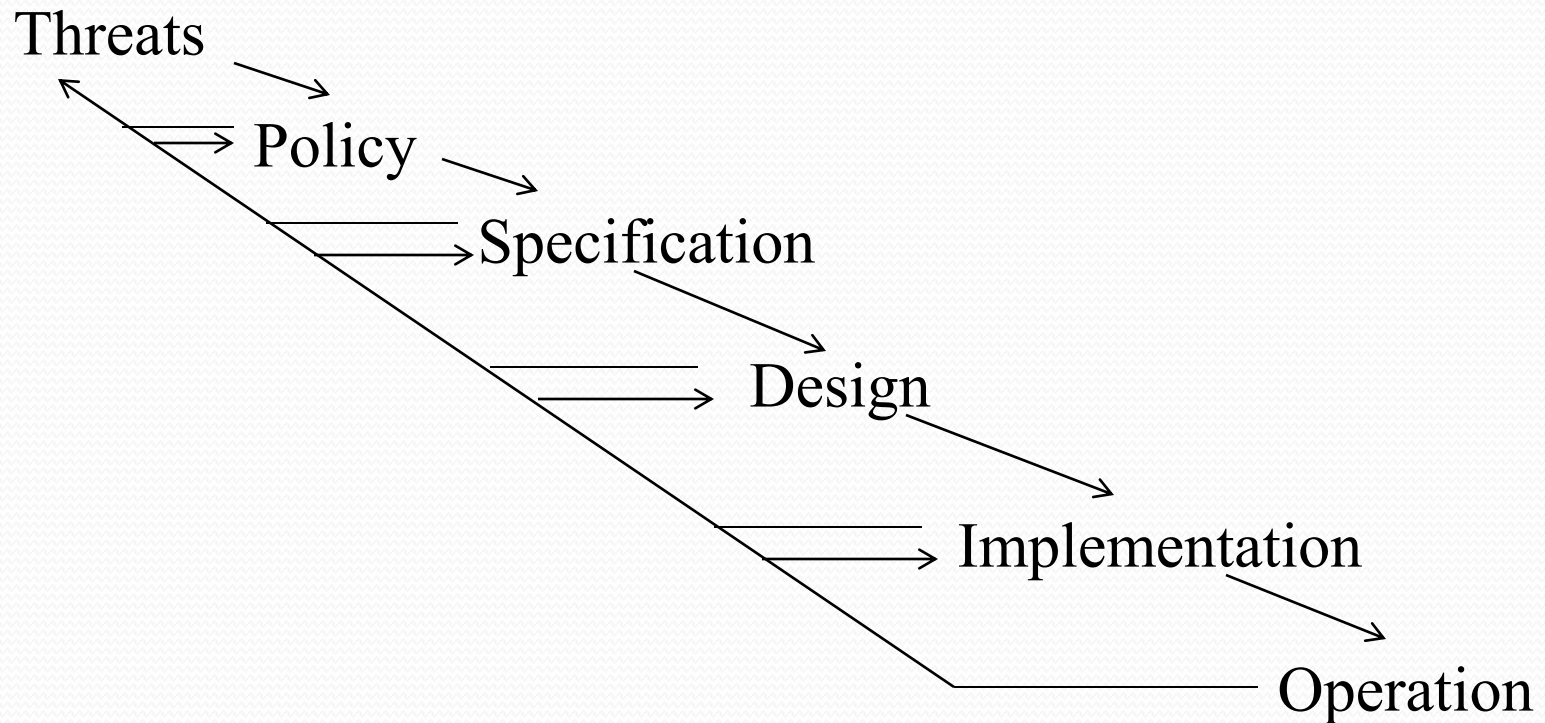 Threats
Policy
Specification
Design
Implementation
Operation